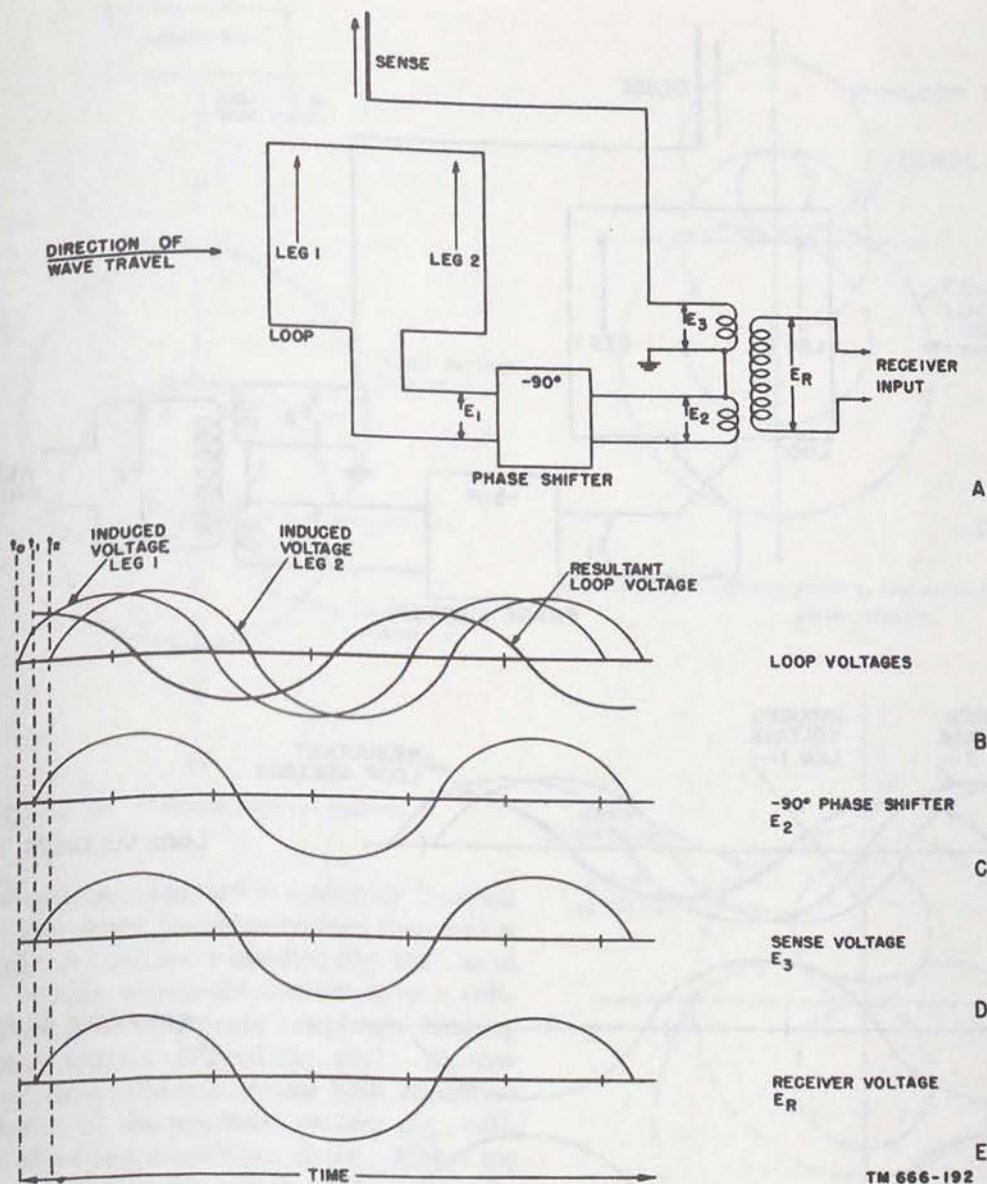 SENSE
DIRECTION OF
WAVE TRAVEL
LEG 1
LEG 2
LOOP
E3
E1
-90°
E2
ER
RECEIVER
INPUT
PHASE SHIFTER
A
t0 t1 t2
INDUCED
VOLTAGE
LEG 1
INDUCED
VOLTAGE
LEG 2
RESULTANT
LOOP VOLTAGE
LOOP VOLTAGES
B
-90° PHASE SHIFTER
E2
C
SENSE VOLTAGE
E3
D
RECEIVER VOLTAGE
ER
E
TIME
TM 666-192